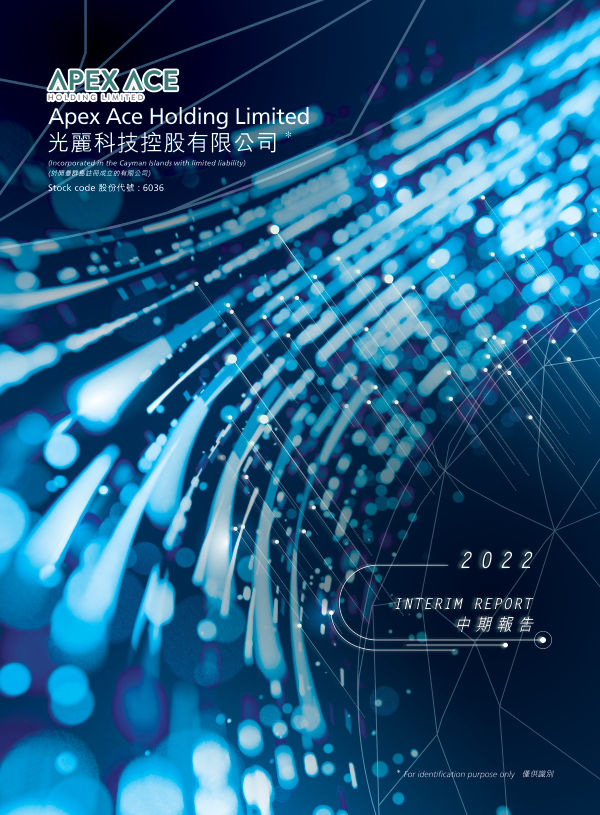 APEX ACE
HOLDING LIMITED
Apex Ace Holding Limited
光麗科技控股有限公司 *
(Incorporated in the Cayman Islands with limited liability)
(於開曼群島註冊成立的有限公司)
Stock code 股份代號 : 6036
2022
INTERIM REPORT
中期報告
* For identification purpose only 僅供識別